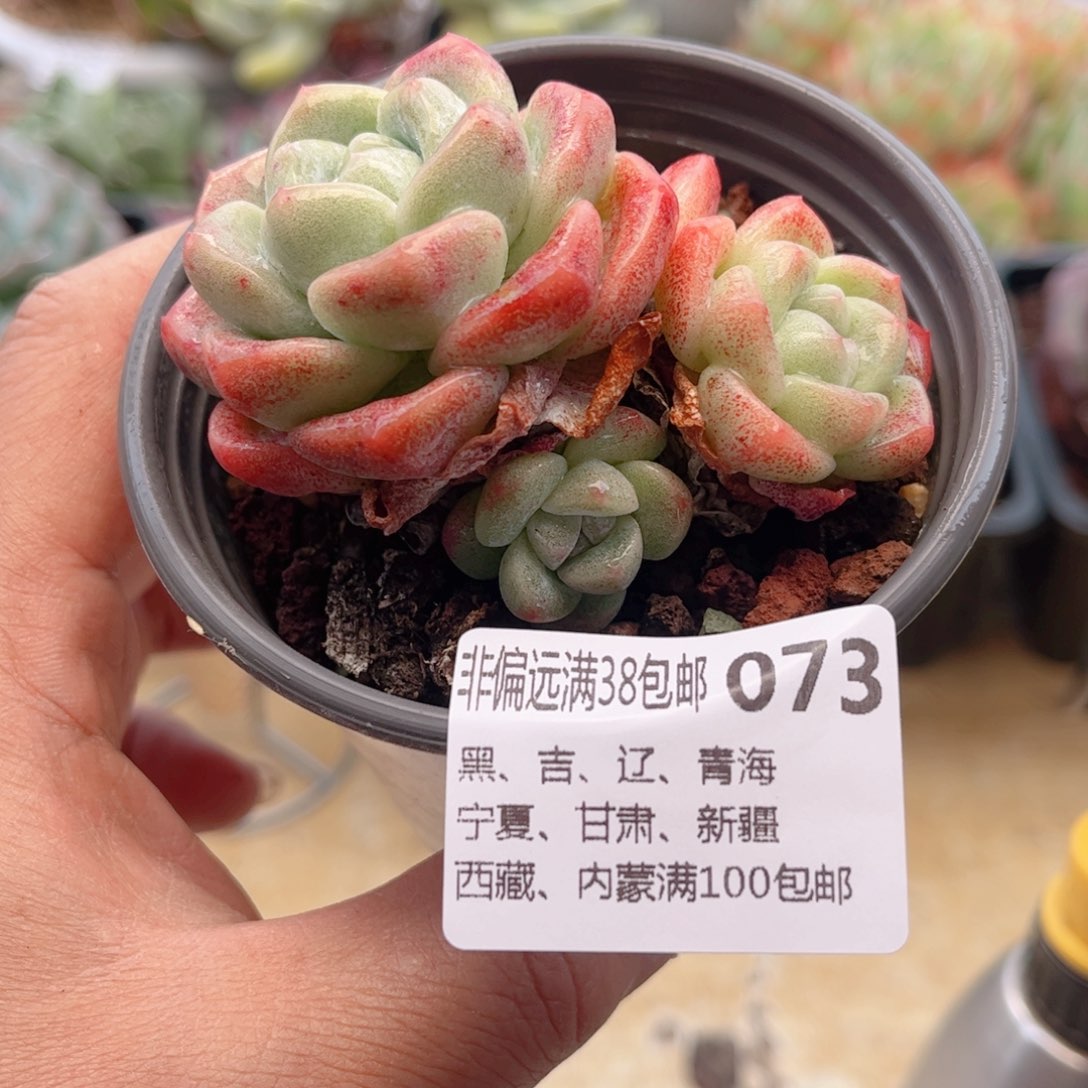 非偏远满38包邮 073
黑、吉、辽、青海
宁夏、甘肃、新疆
西藏、内蒙满100包邮